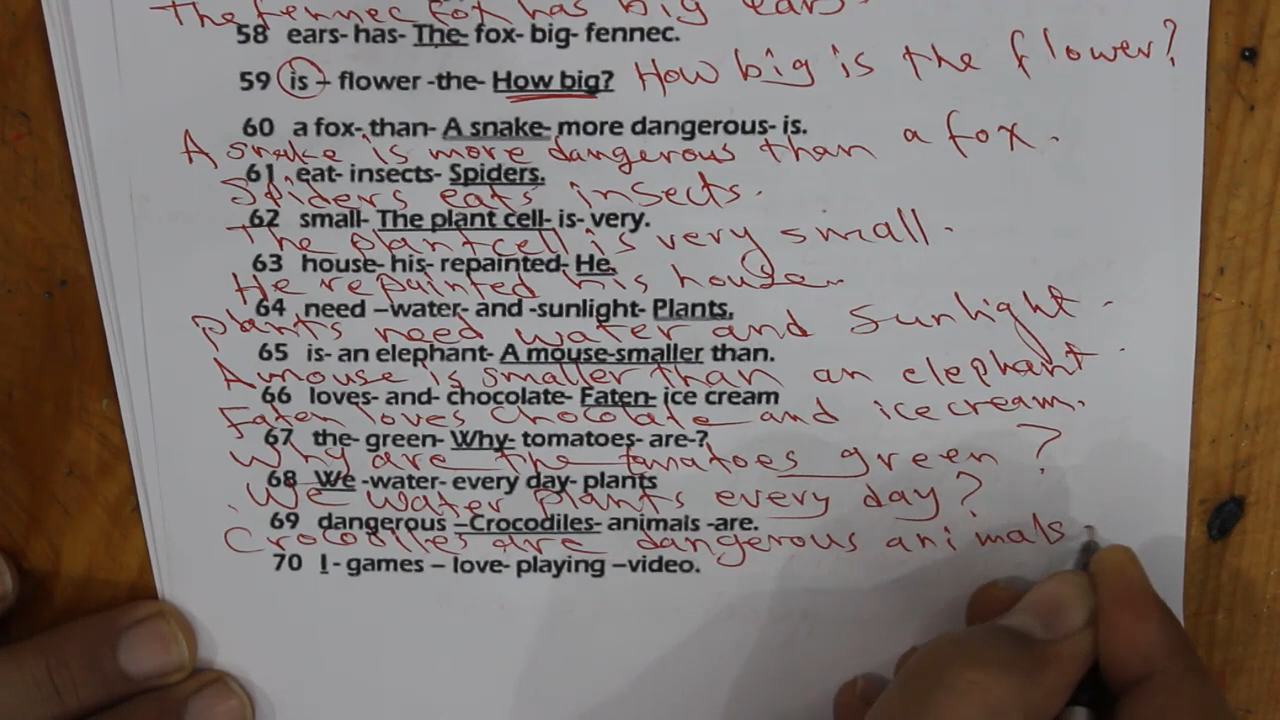 The fennec fox has big ears.
58 ears- has- The- fox- big- fennec.
59 is – flower -the- How big? How big is the flower?
60 a fox- than- A snake- more dangerous- is.
A snake is more dangerous than a fox.
61 eat- insects- Spiders.
Spiders eats insects.
62 small- The plant cell- is- very.
The plant cell is very small.
63 house- his- repainted- He.
He repainted his house.
64 need –water- and -sunlight- Plants.
plants need water and sunlight.
65 is- an elephant- A mouse-smaller than.
A mouse is smaller than an elephant.
66 loves- and- chocolate- Faten- ice cream
Faten loves chocolate and ice cream.
67 the- green- Why- tomatoes- are-?
Why are the tomatoes green?
68 We -water- every day- plants
We water plants every day?
69 dangerous –Crocodiles- animals -are.
Crocodiles are dangerous animals
70 I - games – love- playing –video.